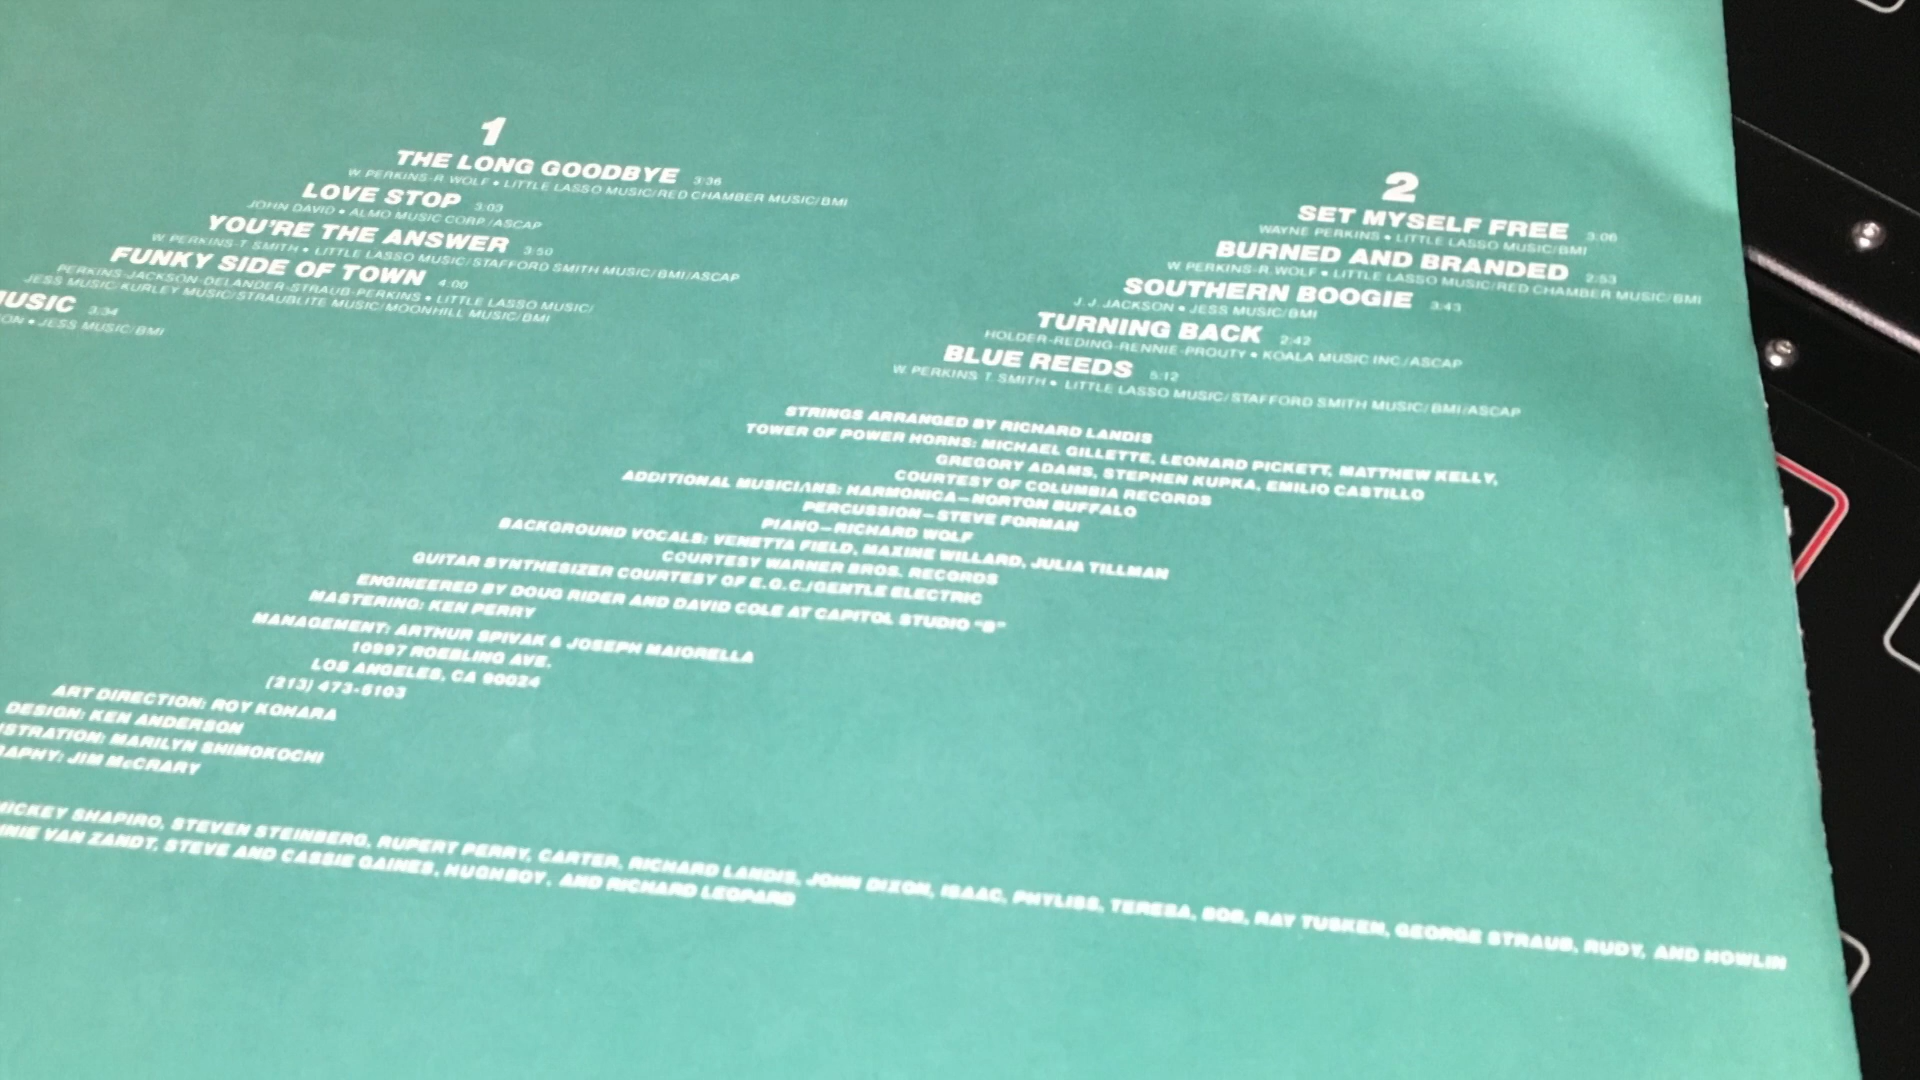 1
THE LONG GOODBYE 3:36
W. PERKINS-R. WOLF • LITTLE LASSO MUSIC/RED CHAMBER MUSIC/BMI
LOVE STOP 3:03
JOHN DAVID • ALMO MUSIC CORP./ASCAP
YOU'RE THE ANSWER 3:50
W. PERKINS-T. SMITH • LITTLE LASSO MUSIC/STAFFORD SMITH MUSIC/BMI/ASCAP
FUNKY SIDE OF TOWN 4:00
PERKINS-JACKSON-DELANDER-STRAUB-PERKINS • LITTLE LASSO MUSIC/
JESS MUSIC/KURLEY MUSIC/STRAUBLITE MUSIC/MOONHILL MUSIC/BMI
MUSIC 3:34
ON • JESS MUSIC/BMI
2
SET MYSELF FREE 3:06
WAYNE PERKINS • LITTLE LASSO MUSIC/BMI
BURNED AND BRANDED 2:53
W. PERKINS-R. WOLF • LITTLE LASSO MUSIC/RED CHAMBER MUSIC/BMI
SOUTHERN BOOGIE 3:43
J.J. JACKSON • JESS MUSIC/BMI
TURNING BACK 2:42
HOLDER-REDING-RENNIE-PROUTY • KOALA MUSIC INC./ASCAP
BLUE REEDS 5:12
W. PERKINS T. SMITH • LITTLE LASSO MUSIC/STAFFORD SMITH MUSIC/BMI/ASCAP
STRINGS ARRANGED BY RICHARD LANDIS
TOWER OF POWER HORNS: MICHAEL GILLETTE, LEONARD PICKETT, MATTHEW KELLY,
GREGORY ADAMS, STEPHEN KUPKA, EMILIO CASTILLO
COURTESY OF COLUMBIA RECORDS
ADDITIONAL MUSICIANS: HARMONICA—NORTON BUFFALO
PERCUSSION—STEVE FORMAN
PIANO—RICHARD WOLF
BACKGROUND VOCALS: VENETTA FIELD, MAXINE WILLARD, JULIA TILLMAN
COURTESY WARNER BROS. RECORDS
GUITAR SYNTHESIZER COURTESY OF E.G.C./GENTLE ELECTRIC
ENGINEERED BY DOUG RIDER AND DAVID COLE AT CAPITOL STUDIO "B"
MASTERING: KEN PERRY
MANAGEMENT: ARTHUR SPIVAK & JOSEPH MAIORELLA
10997 ROEBLING AVE.
LOS ANGELES, CA 90024
(213) 473-6103
ART DIRECTION: ROY KOHARA
DESIGN: KEN ANDERSON
STRATION: MARILYN SHIMOKOCHI
RAPHY: JIM McCRARY
MICKEY SHAPIRO, STEVEN STEINBERG, RUPERT PERRY, CARTER, RICHARD LANDIS, JOHN DIXON, ISAAC, PHYLISS, TERESA, BOB, RAY TUSKEN, GEORGE STRAUB, RUDY, AND HOWLIN
NNIE VAN ZANDT, STEVE AND CASSIE GAINES, HUGHBOY, AND RICHARD LEOPARD